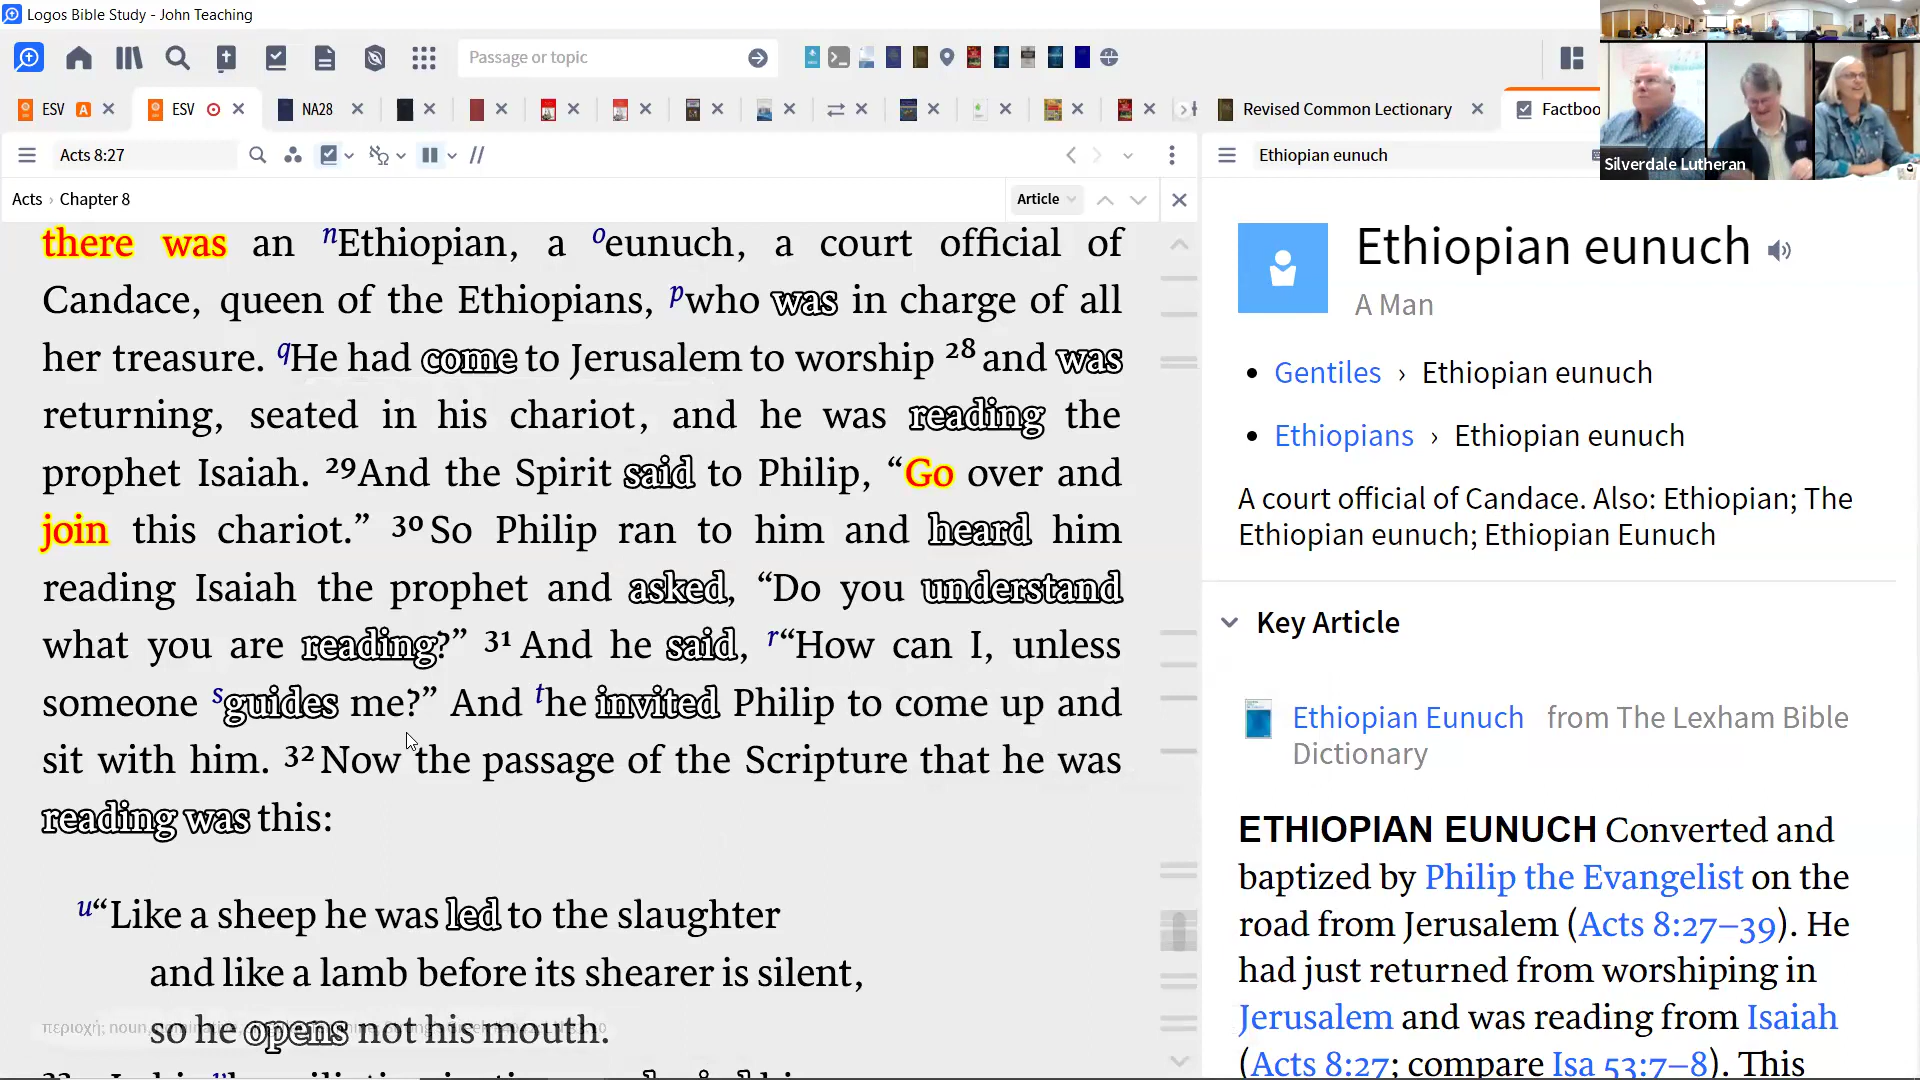 Logos Bible Study - John Teaching
Passage or topic
ESV A
ESV
NA28
Revised Common Lectionary
Factboo
Silverdale Lutheran
Acts 8:27
Ethiopian eunuch
Acts › Chapter 8
Article
there was an nEthiopian, a oeunuch, a court official of
Candace, queen of the Ethiopians, pwho was in charge of all
her treasure. qHe had come to Jerusalem to worship 28 and was
returning, seated in his chariot, and he was reading the
prophet Isaiah. 29 And the Spirit said to Philip, “Go over and
join this chariot.” 30 So Philip ran to him and heard him
reading Isaiah the prophet and asked, “Do you understand
what you are reading?” 31 And he said, r“How can I, unless
someone sguides me?” And the invited Philip to come up and
sit with him. 32 Now the passage of the Scripture that he was
reading was this:
u“Like a sheep he was led to the slaughter
and like a lamb before its shearer is silent,
so he opens not his mouth.
περιοχή; noun,
Ethiopian eunuch
A Man
• Gentiles › Ethiopian eunuch
• Ethiopians › Ethiopian eunuch
A court official of Candace. Also: Ethiopian; The
Ethiopian eunuch; Ethiopian Eunuch
Key Article
Ethiopian Eunuch from The Lexham Bible
Dictionary
ETHIOPIAN EUNUCH Converted and
baptized by Philip the Evangelist on the
road from Jerusalem (Acts 8:27–39). He
had just returned from worshiping in
Jerusalem and was reading from Isaiah
(Acts 8:27; compare Isa 53:7–8). This